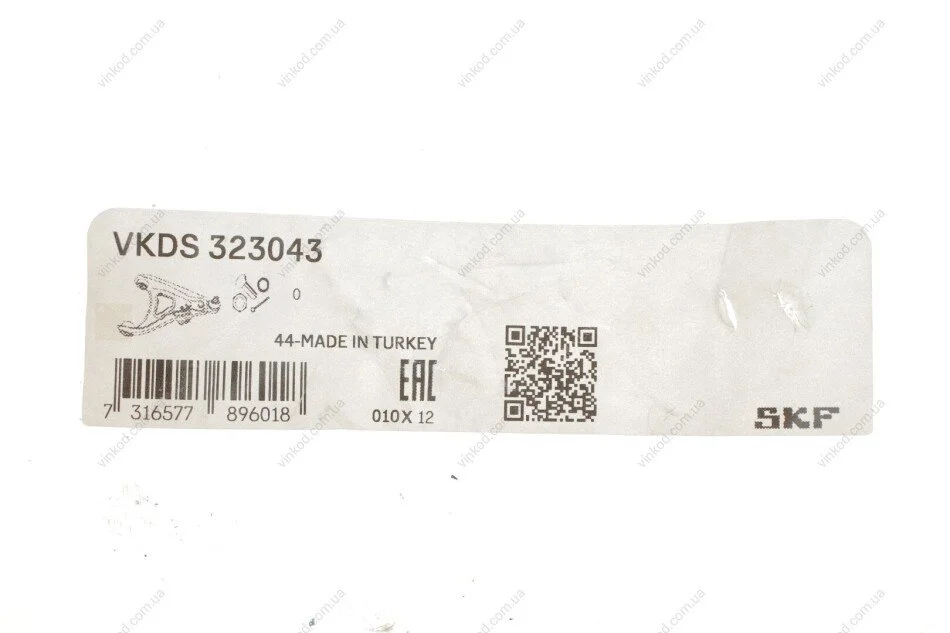 VKDS 323043
0
44-MADE IN TURKEY
EAC
7 316577 896018
010X 12
SKF
vinkod.com.ua